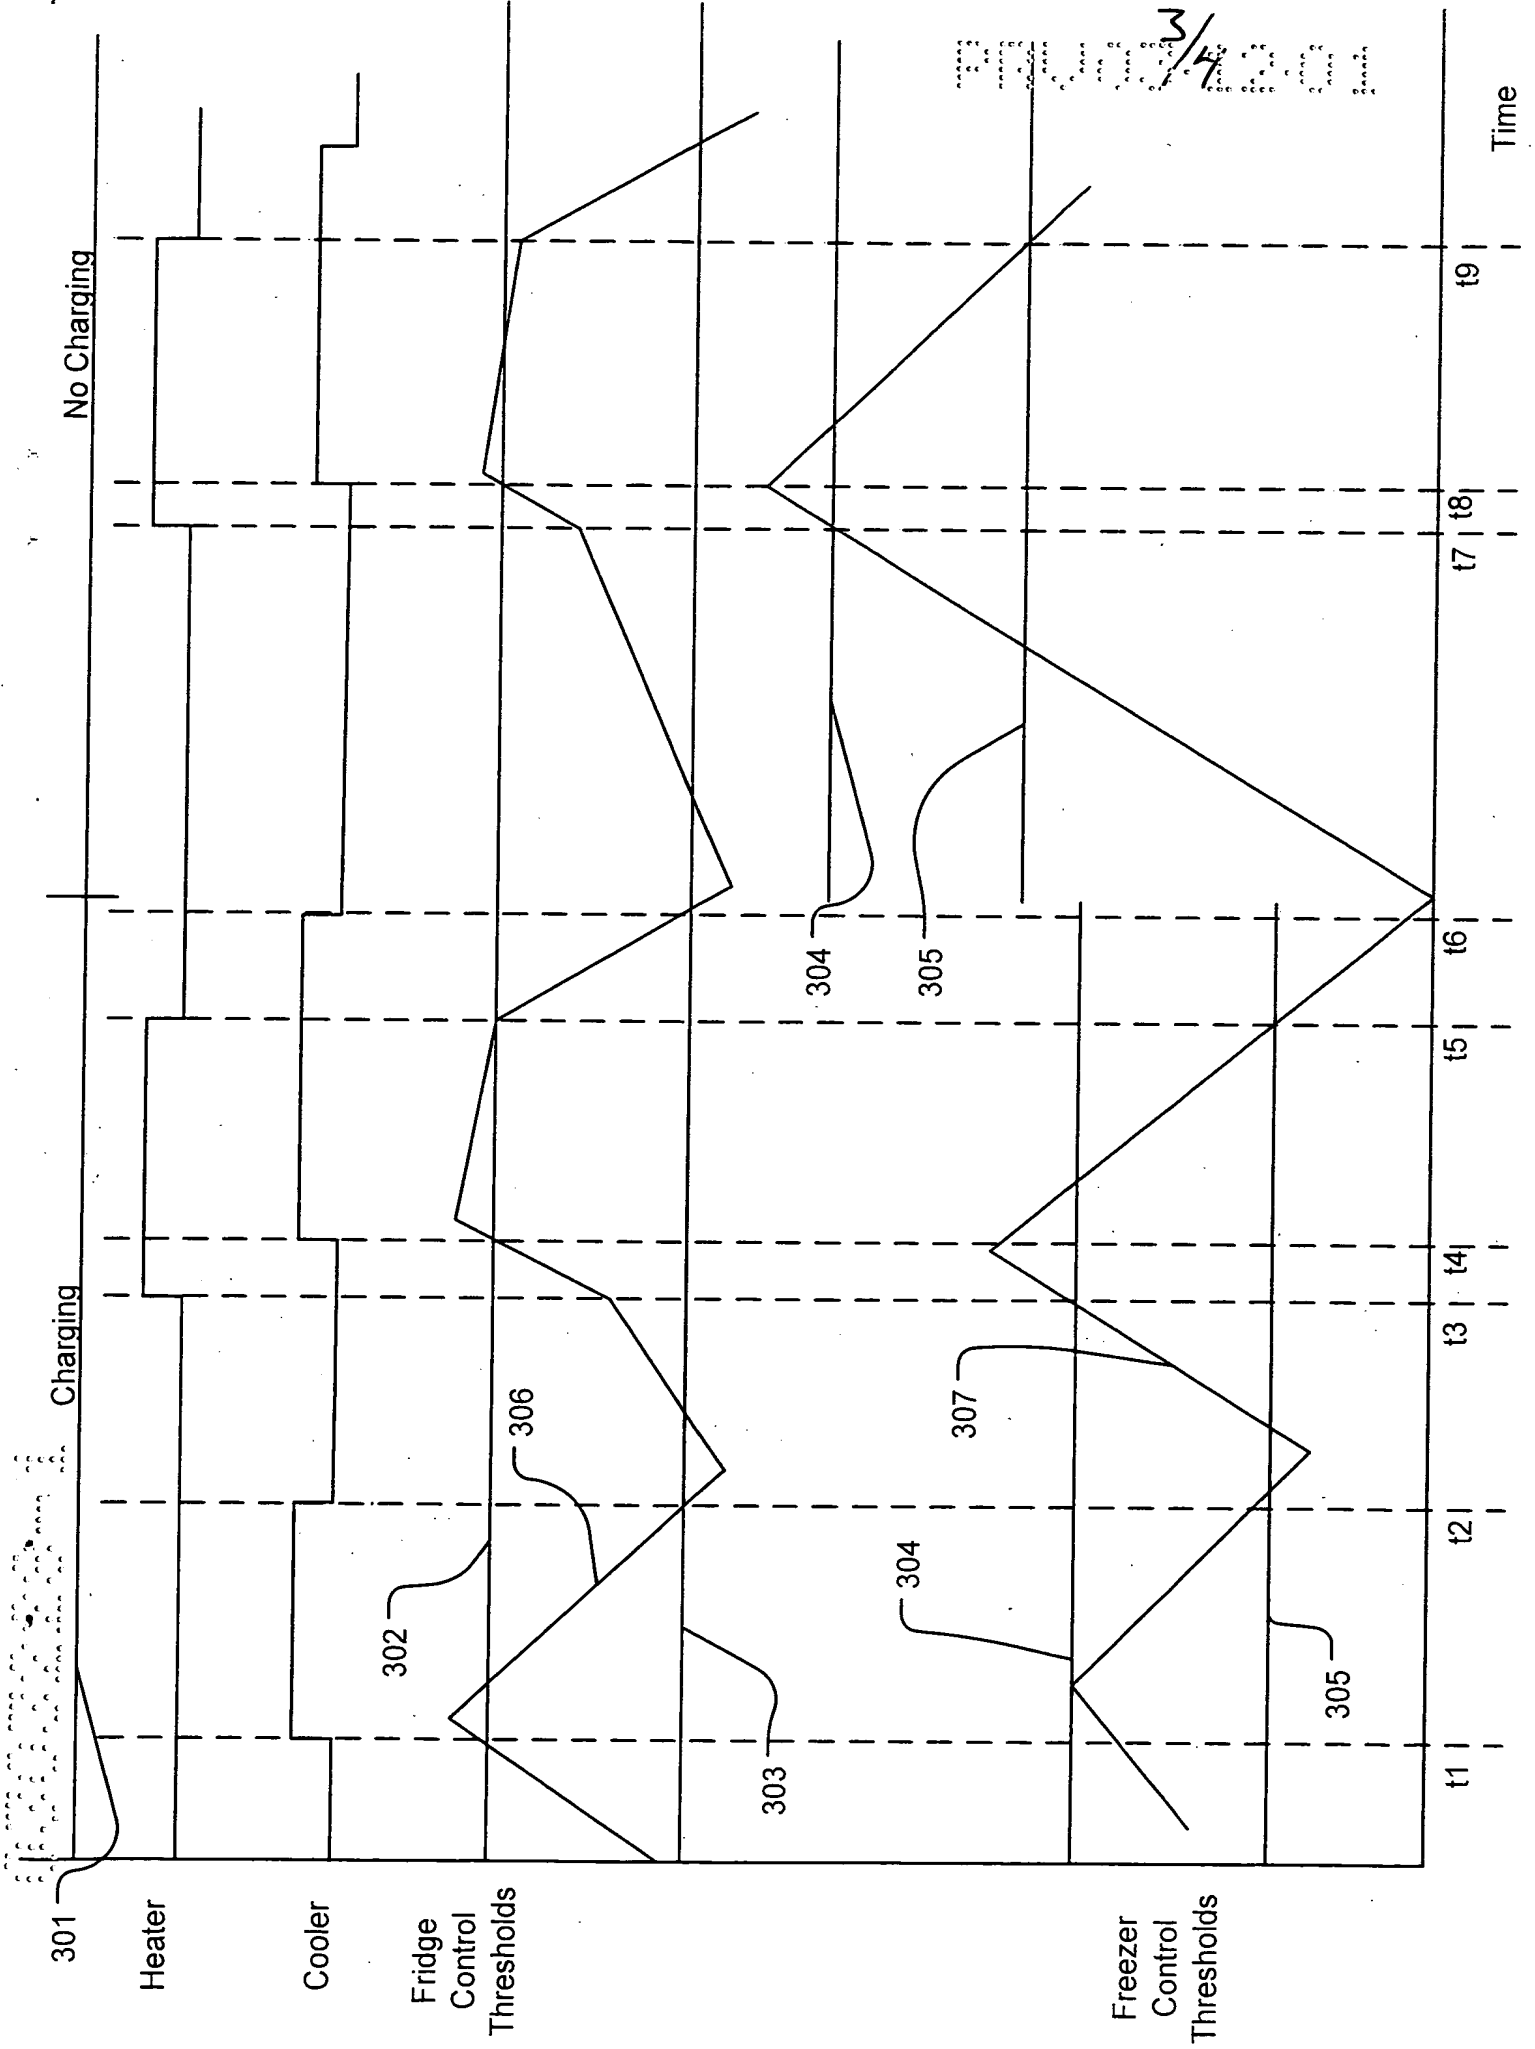 3/4
301
Charging
No Charging
Heater
Cooler
Fridge
Control
Thresholds
302
306
303
304
305
307
304
305
Freezer
Control
Thresholds
t1
t2
t3
t4
t5
t6
t7
t8
t9
Time